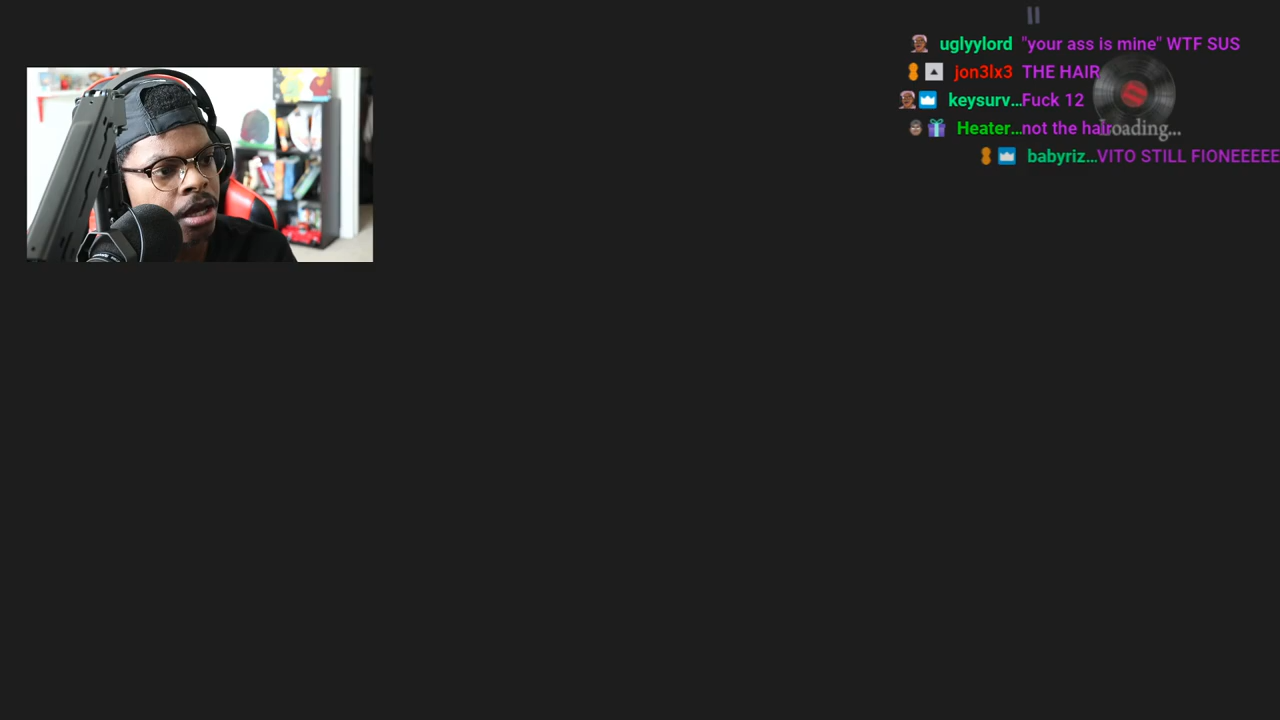 uglyylord "your ass is mine" WTF SUS
jon3lx3 THE HAIR
keysurv... Fuck 12
Heater... not the hair
Loading...
babyriz... VITO STILL FIONEEEEE